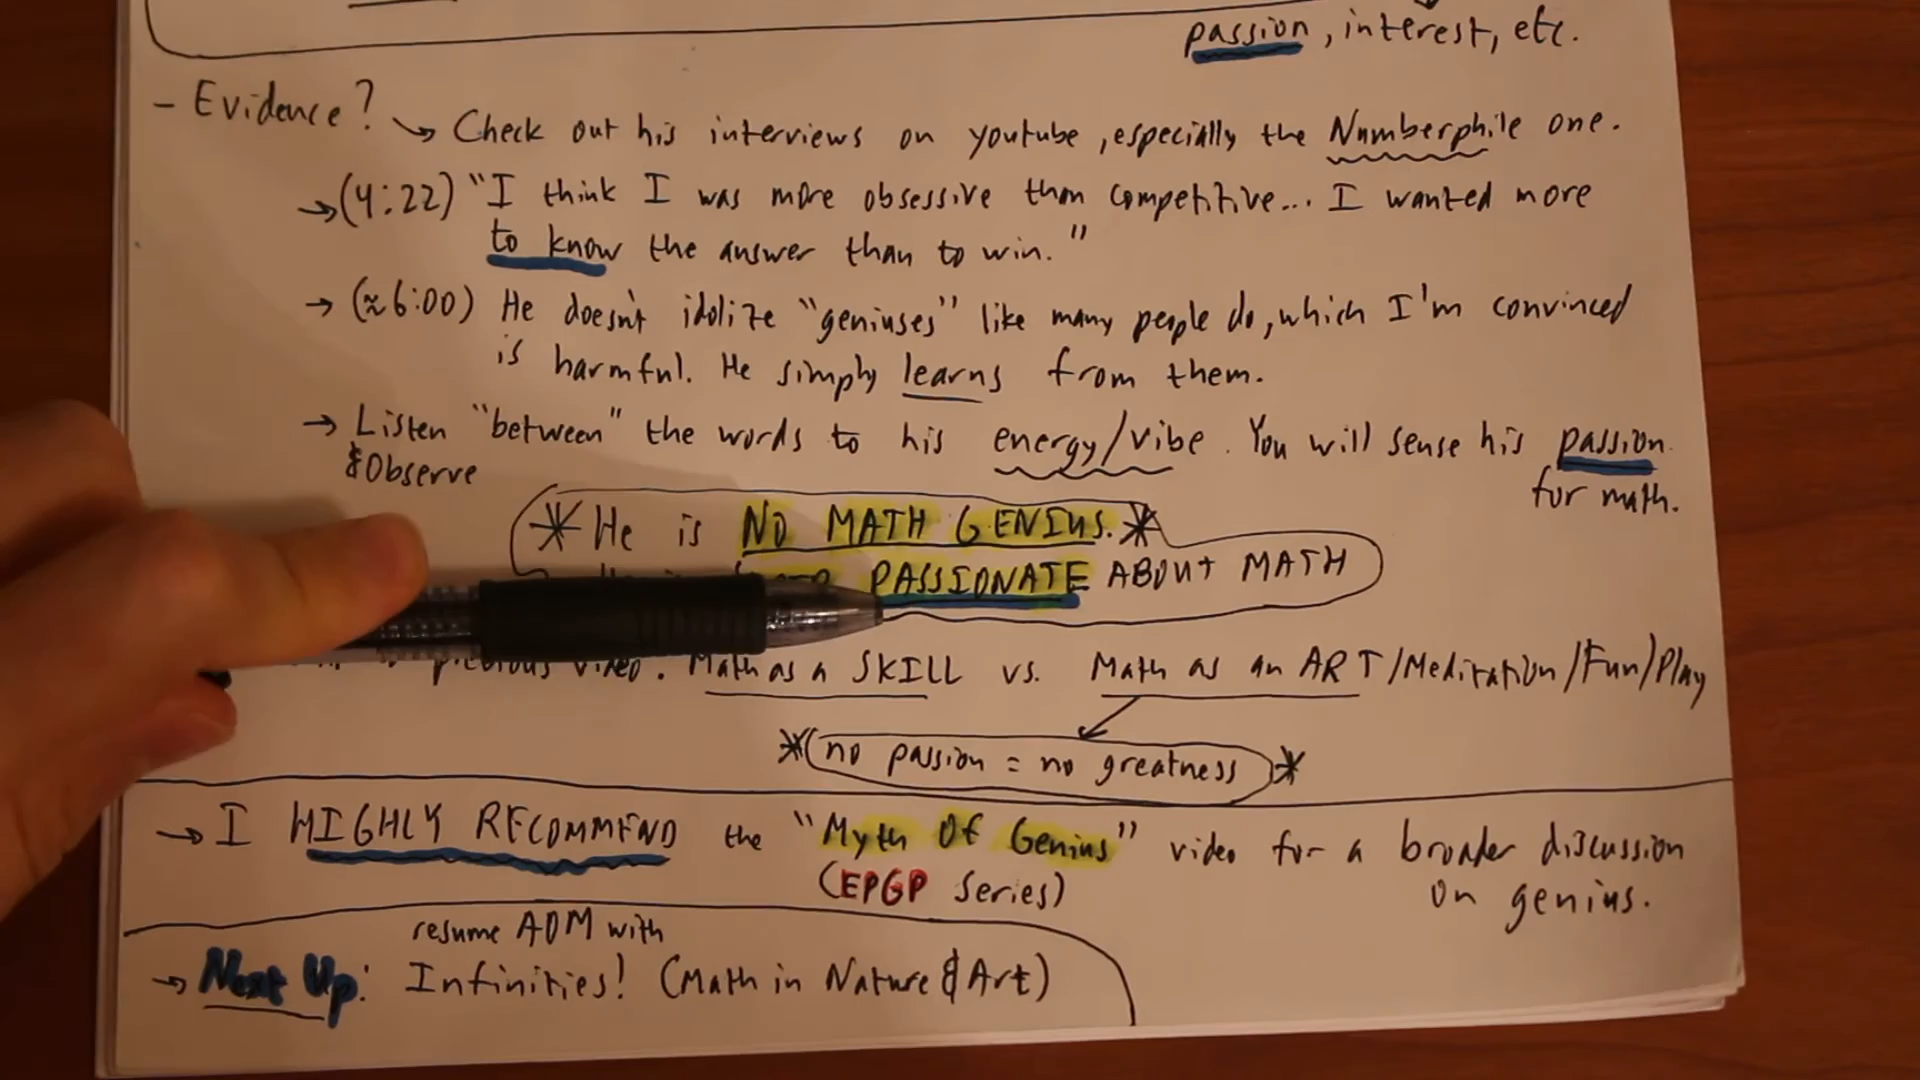 passion, interest, etc.
- Evidence? → Check out his interviews on youtube, especially the Numberphile one.
→ (4:22) "I think I was more obsessive than competitive... I wanted more
to know the answer than to win."
→ (≈6:00) He doesn't idolize "geniuses" like many people do, which I'm convinced
is harmful. He simply learns from them.
→ Listen "between" the words to his energy/vibe. You will sense his passion
& Observe
for math.
* He is NO MATH GENIUS. *
PASSIONATE ABOUT MATH
previous video. Math as a SKILL vs. Math as an ART/Meditation/Fun/Play
*(no passion = no greatness)*
→ I HIGHLY RECOMMEND the "Myth Of Genius" video for a broader discussion
(EPGP Series)
on genius.
resume AOM with
→ Next Up: Infinities! (Math in Nature & Art)